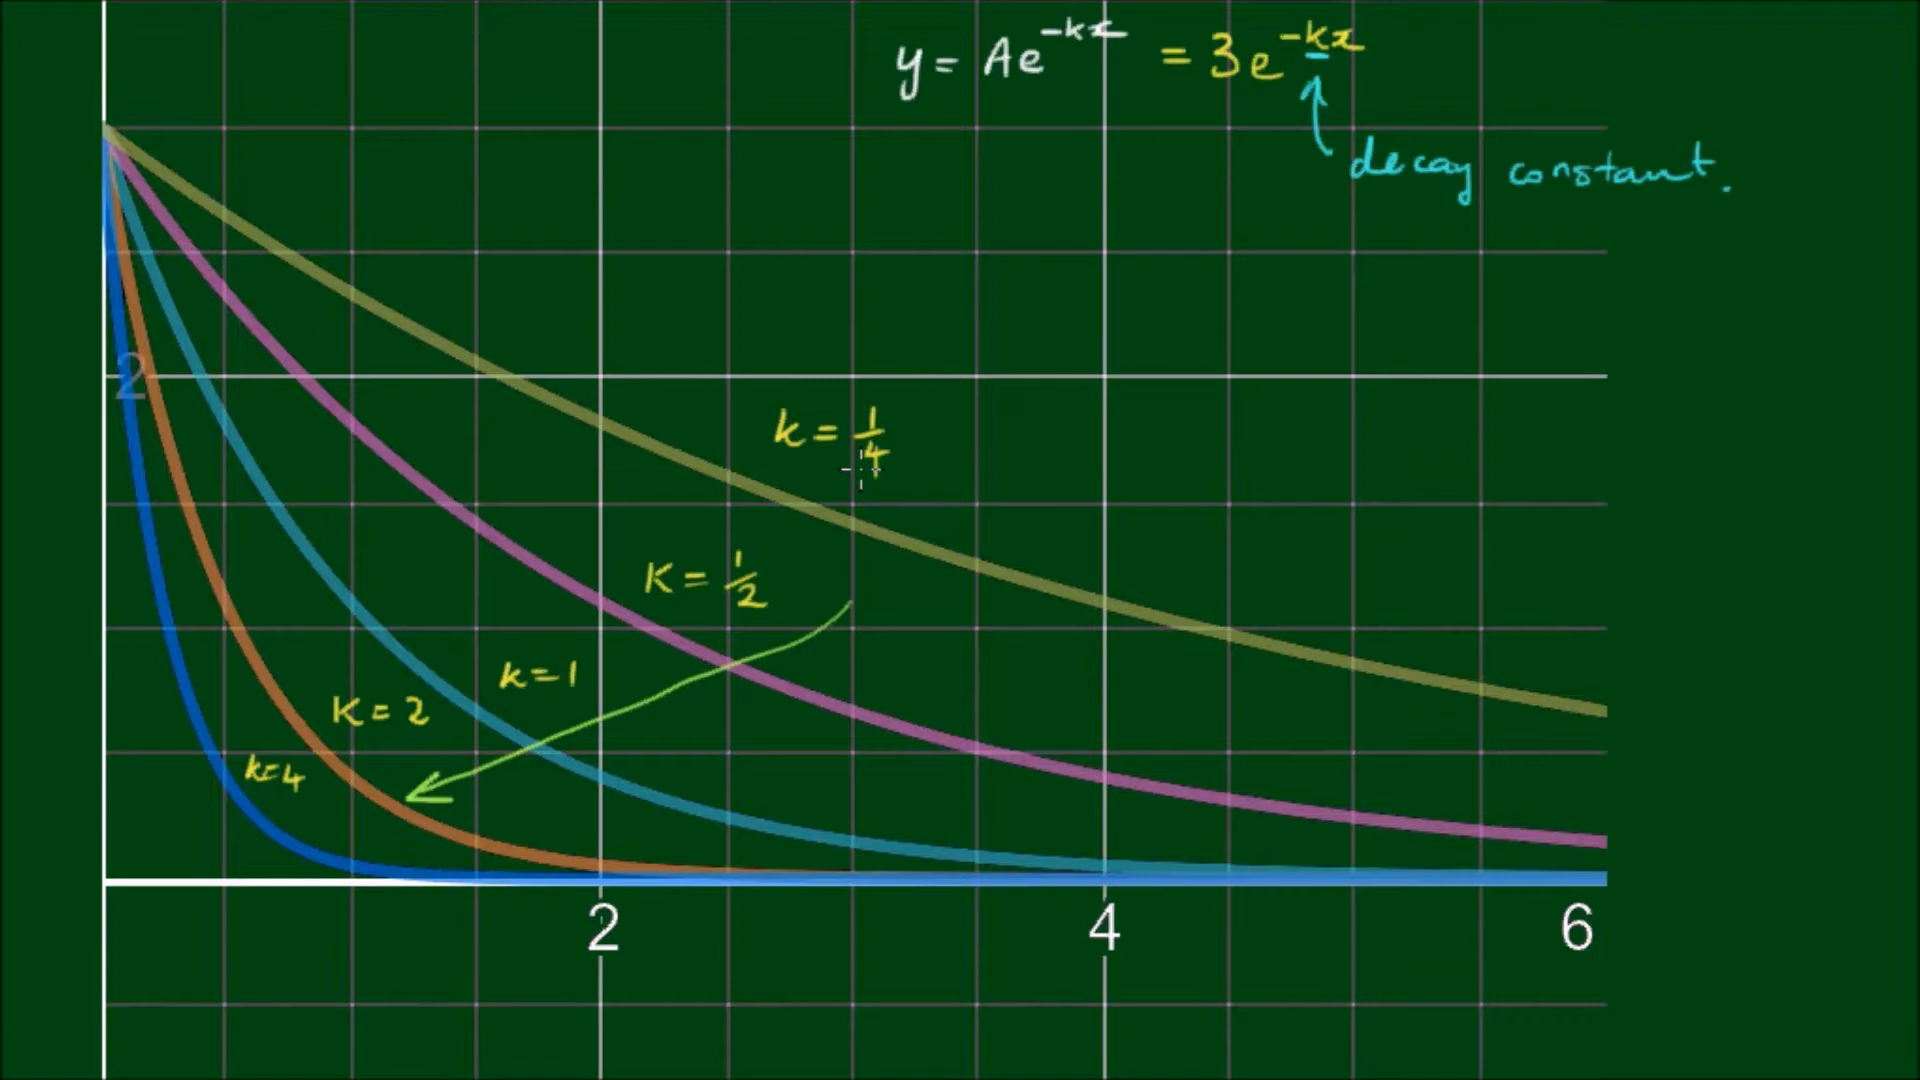 y = Ae^{-kx} = 3e^{-kx}
decay constant.
2
k = 1/4
K = 1/2
k = 1
K = 2
k=4
2 4 6